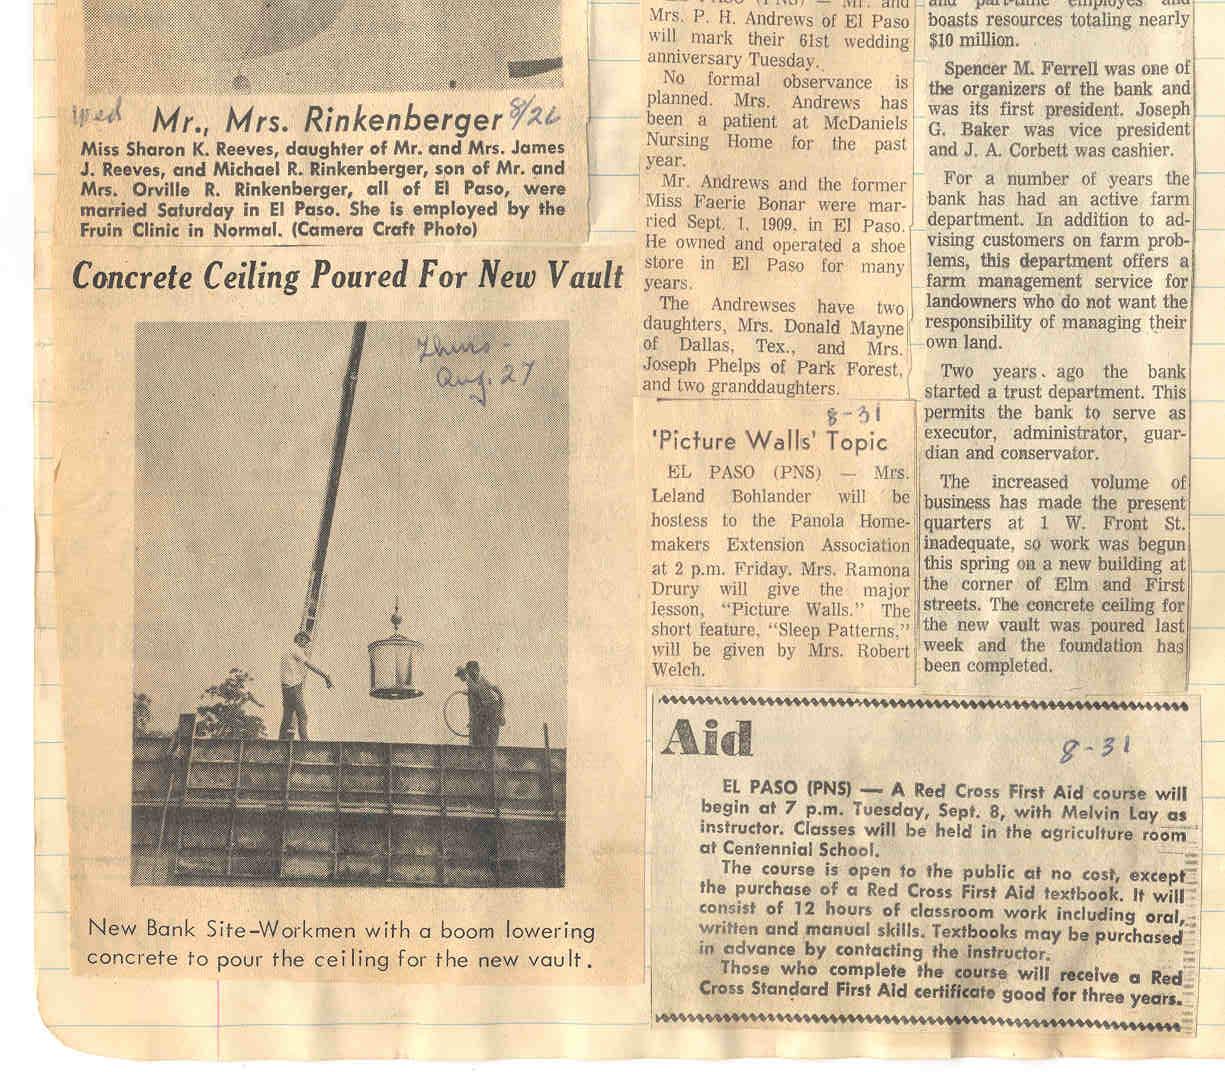 wed
Mr., Mrs. Rinkenberger
8/26
Miss Sharon K. Reeves, daughter of Mr. and Mrs. James
J. Reeves, and Michael R. Rinkenberger, son of Mr. and
Mrs. Orville R. Rinkenberger, all of El Paso, were
married Saturday in El Paso. She is employed by the
Fruin Clinic in Normal. (Camera Craft Photo)
Concrete Ceiling Poured For New Vault
Thurs -
Aug. 27
New Bank Site-Workmen with a boom lowering
concrete to pour the ceiling for the new vault.
EL PASO (PNS) — Mr. and
Mrs. P. H. Andrews of El Paso
will mark their 61st wedding
anniversary Tuesday.
No formal observance is
planned. Mrs. Andrews has
been a patient at McDaniels
Nursing Home for the past
year.
Mr. Andrews and the former
Miss Faerie Bonar were mar-
ried Sept. 1, 1909, in El Paso.
He owned and operated a shoe
store in El Paso for many
years.
The Andrewses have two
daughters, Mrs. Donald Mayne
of Dallas, Tex., and Mrs.
Joseph Phelps of Park Forest,
and two granddaughters.
8-31
'Picture Walls' Topic
EL PASO (PNS) — Mrs.
Leland Bohlander will be
hostess to the Panola Home-
makers Extension Association
at 2 p.m. Friday. Mrs. Ramona
Drury will give the major
lesson, "Picture Walls." The
short feature, "Sleep Patterns,"
will be given by Mrs. Robert
Welch.
and part-time employes and
boasts resources totaling nearly
$10 million.
Spencer M. Ferrell was one of
the organizers of the bank and
was its first president. Joseph
G. Baker was vice president
and J. A. Corbett was cashier.
For a number of years the
bank has had an active farm
department. In addition to ad-
vising customers on farm prob-
lems, this department offers a
farm management service for
landowners who do not want the
responsibility of managing their
own land.
Two years ago the bank
started a trust department. This
permits the bank to serve as
executor, administrator, guar-
dian and conservator.
The increased volume of
business has made the present
quarters at 1 W. Front St.
inadequate, so work was begun
this spring on a new building at
the corner of Elm and First
streets. The concrete ceiling for
the new vault was poured last
week and the foundation has
been completed.
Aid
8-31
EL PASO (PNS) — A Red Cross First Aid course will
begin at 7 p.m. Tuesday, Sept. 8, with Melvin Lay as
instructor. Classes will be held in the agriculture room
at Centennial School.
The course is open to the public at no cost, except
the purchase of a Red Cross First Aid textbook. It will
consist of 12 hours of classroom work including oral,
written and manual skills. Textbooks may be purchased
in advance by contacting the instructor.
Those who complete the course will receive a Red
Cross Standard First Aid certificate good for three years.